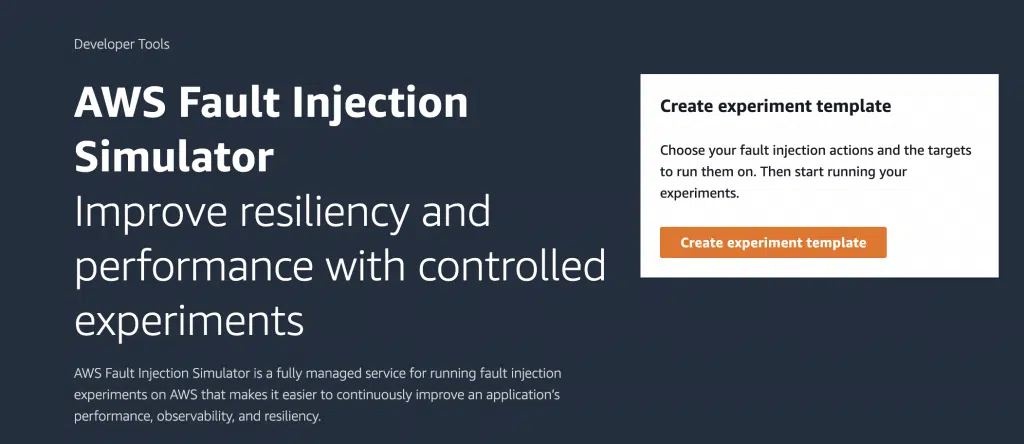 Developer Tools
AWS Fault Injection
Simulator
Improve resiliency and
performance with controlled
experiments
AWS Fault Injection Simulator is a fully managed service for running fault injection
experiments on AWS that makes it easier to continuously improve an application's
performance, observability, and resiliency.
Create experiment template
Choose your fault injection actions and the targets
to run them on. Then start running your
experiments.
Create experiment template